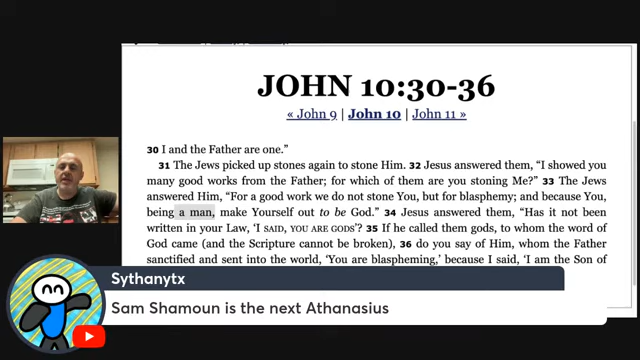 JOHN 10:30-36
« John 9 | John 10 | John 11 »
30 I and the Father are one.”
31 The Jews picked up stones again to stone Him. 32 Jesus answered them, “I showed you
many good works from the Father; for which of them are you stoning Me?” 33 The Jews
answered Him, “For a good work we do not stone You, but for blasphemy; and because You,
being a man, make Yourself out to be God.” 34 Jesus answered them, “Has it not been
written in your Law, ‘I SAID, YOU ARE GODS’? 35 If he called them gods, to whom the word of
God came (and the Scripture cannot be broken), 36 do you say of Him, whom the Father
sanctified and sent into the world, ‘You are blaspheming,’ because I said, ‘I am the Son of
Sythanytx
Sam Shamoun is the next Athanasius